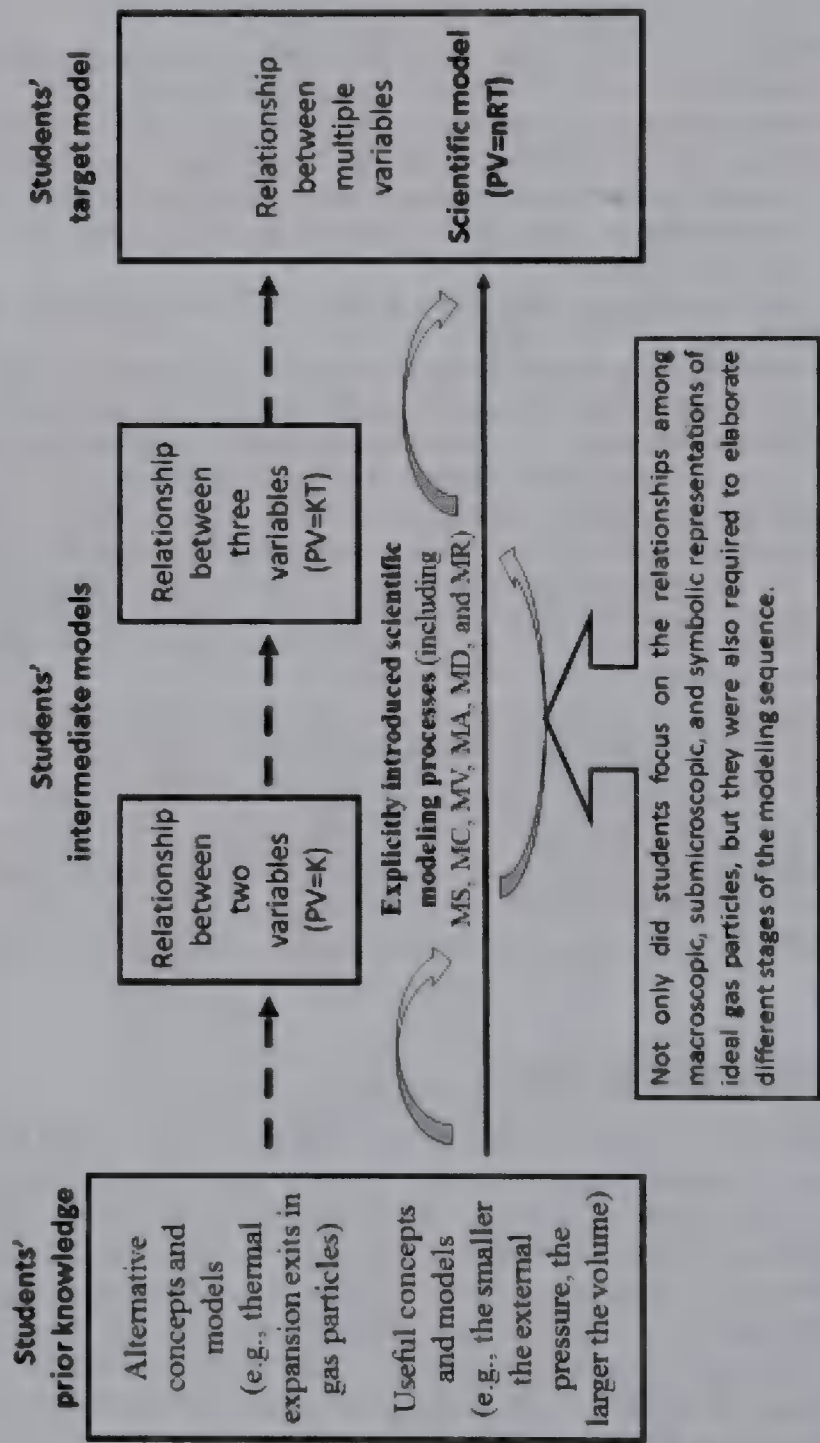 Students'
prior knowledge
Alternative
concepts and
models
(e.g., thermal
expansion exits in
gas particles)
Useful concepts
and models
(e.g., the smaller
the external
pressure, the
larger the volume)
Students'
intermediate models
Relationship
between
two
variables
(PV=K)
Relationship
between
three
variables
(PV=KT)
Explicitly introduced scientific
modeling processes (including
MS, MC, MV, MA, MD, and MR)
Not only did students focus on the relationships among
macroscopic, submicroscopic, and symbolic representations of
ideal gas particles, but they were also required to elaborate
different stages of the modeling sequence.
Students'
target model
Relationship
between
multiple
variables
Scientific model
(PV=nRT)